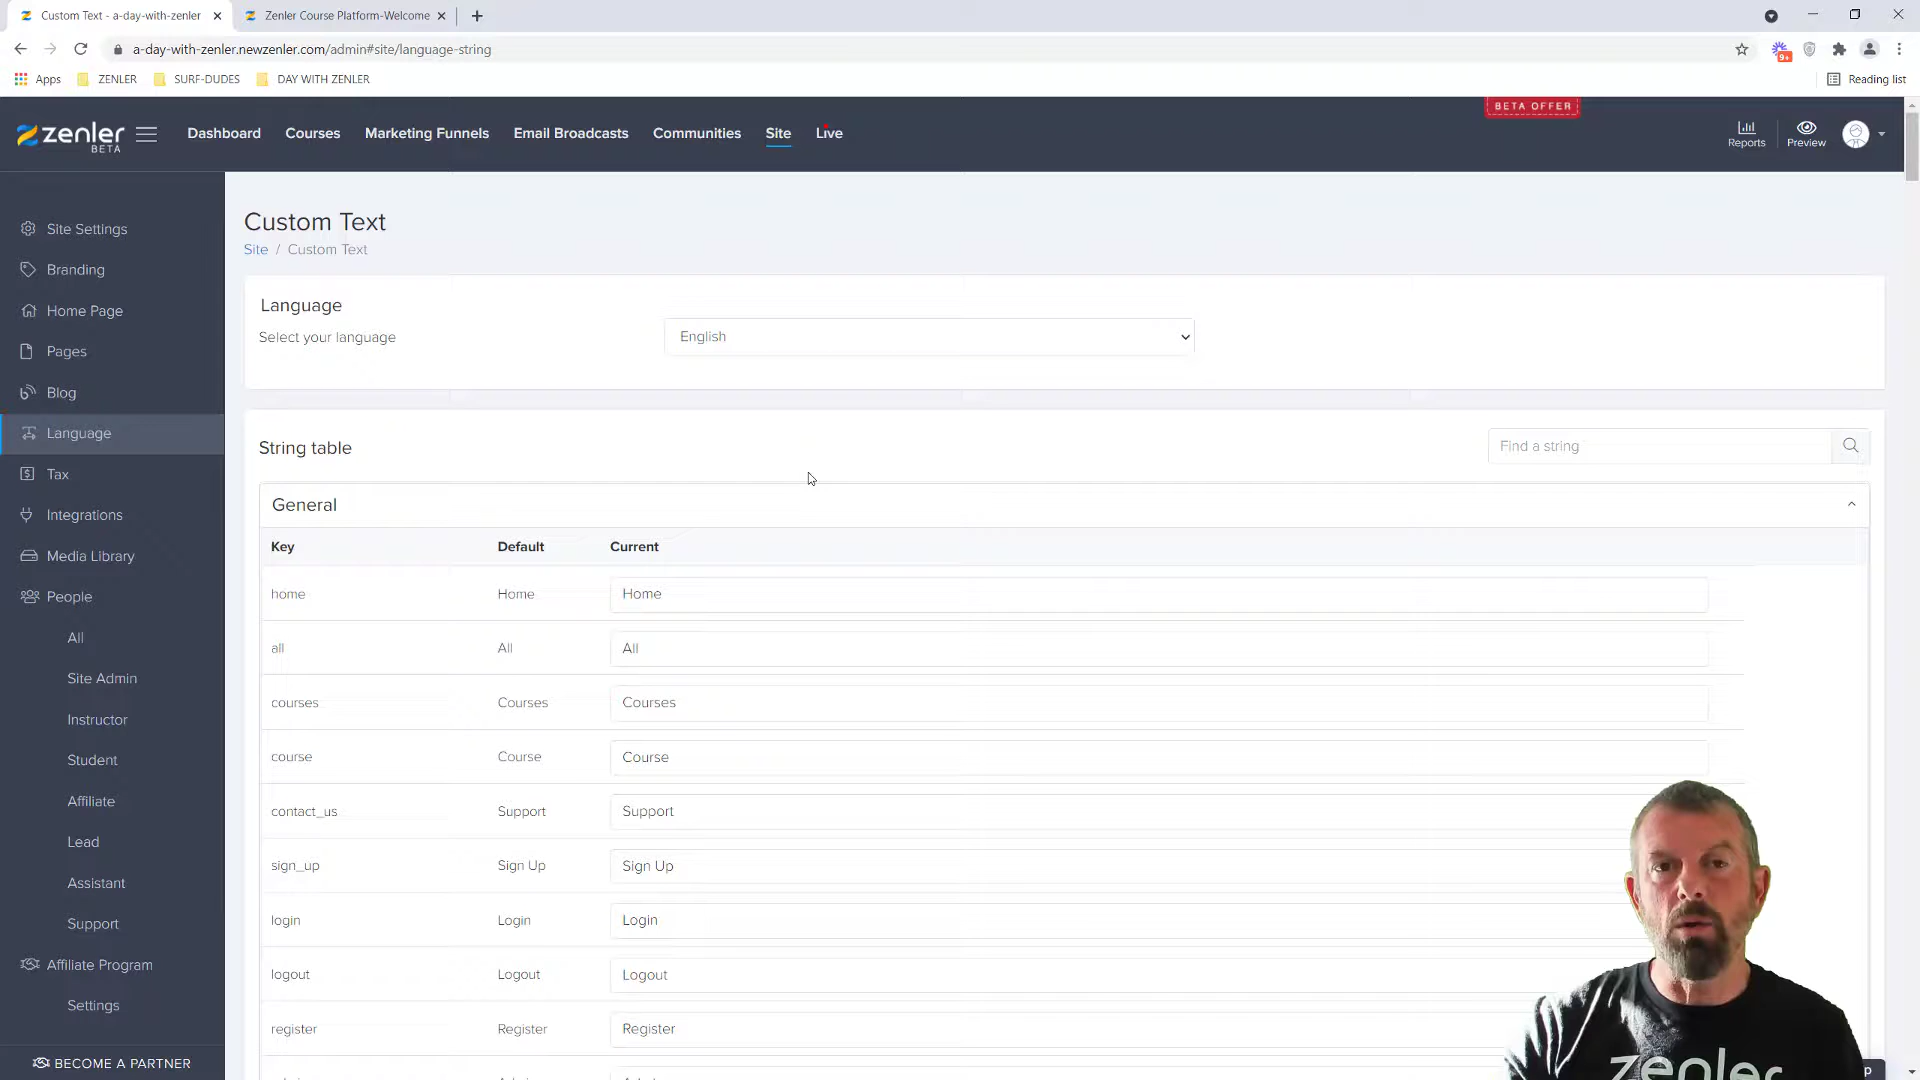 Custom Text - a-day-with-zenler
Zenler Course Platform-Welcome
a-day-with-zenler.newzenler.com/admin#site/language-string
9+
Apps
ZENLER
SURF-DUDES
DAY WITH ZENLER
Reading list
BETA OFFER
zenler
BETA
Dashboard
Courses
Marketing Funnels
Email Broadcasts
Communities
Site
Live
Reports
Preview
Site Settings
Branding
Home Page
Pages
Blog
Language
Tax
Integrations
Media Library
People
All
Site Admin
Instructor
Student
Affiliate
Lead
Assistant
Support
Affiliate Program
Settings
BECOME A PARTNER
Custom Text
Site / Custom Text
Language
Select your language
English
String table
Find a string
General
Key Default Current
home Home Home
all All All
courses Courses Courses
course Course Course
contact_us Support Support
sign_up Sign Up Sign Up
login Login Login
logout Logout Logout
register Register Register
zenler